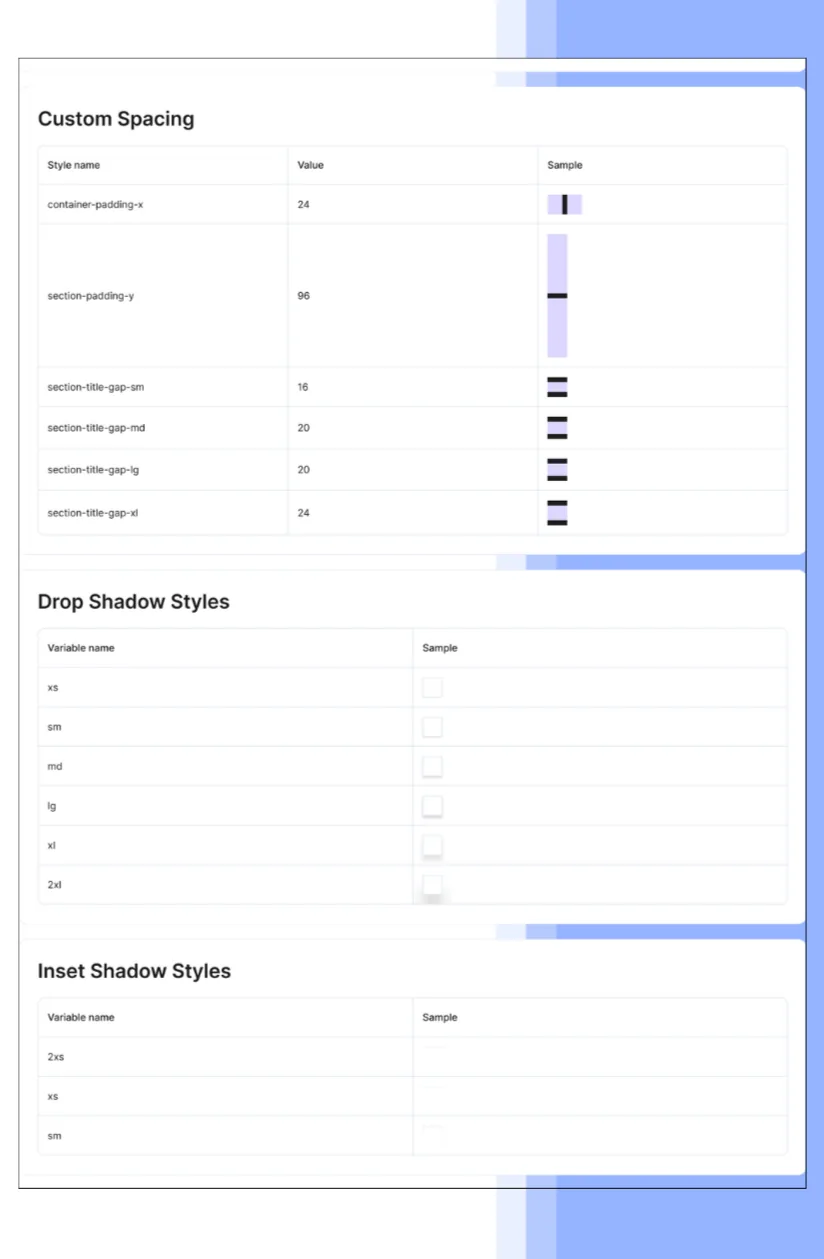 Custom Spacing
Style name Value Sample
container-padding-x 24
section-padding-y 96
section-title-gap-sm 16
section-title-gap-md 20
section-title-gap-lg 20
section-title-gap-xl 24
Drop Shadow Styles
Variable name Sample
xs
sm
md
lg
xl
2xl
Inset Shadow Styles
Variable name Sample
2xs
xs
sm